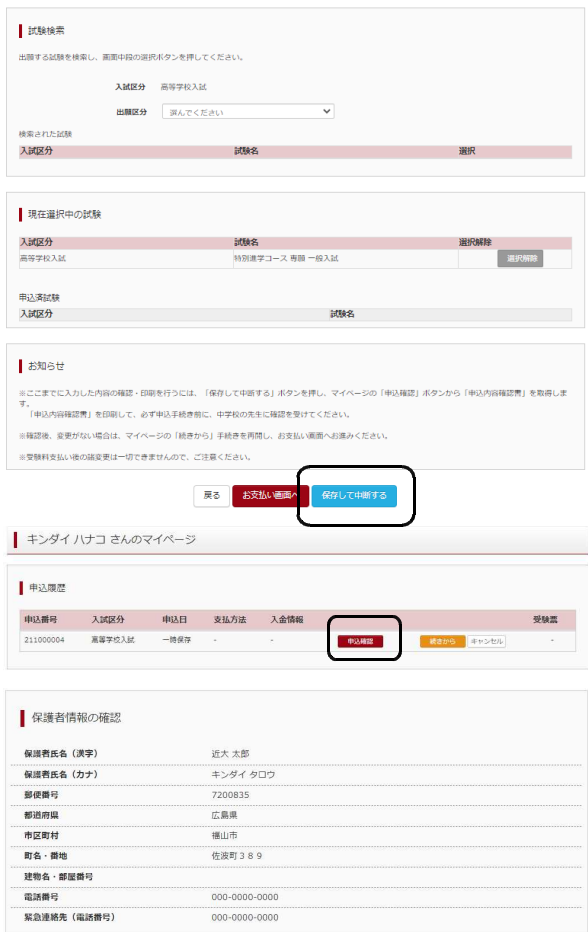 試験検索
出願する試験を検索し、画面中段の選択ボタンを押してください。
入試区分 高等学校入試
出願区分 選んでください
検索された試験
入試区分 試験名 選択
現在選択中の試験
入試区分 試験名 選択解除
高等学校入試 特別進学コース 専願 一般入試 選択解除
申込済試験
入試区分 試験名
お知らせ
※ここまでに入力した内容の確認・印刷を行うには、「保存して中断する」ボタンを押し、マイページの「申込確認」ボタンから「申込内容確認書」を取得しま
す。
「申込内容確認書」を印刷して、必ず申込手続き前に、中学校の先生に確認を受けてください。
※確認後、変更がない場合は、マイページの「続きから」手続きを再開し、お支払い画面へお進みください。
※受験料支払い後の諸変更は一切できませんので、ご注意ください。
戻る お支払い画面へ 保存して中断する
キンダイ ハナコ さんのマイページ
申込履歴
申込番号 入試区分 申込日 支払方法 入金情報 受験票
211000004 高等学校入試 一時保存 - - 申込確認 続きから キャンセル -
保護者情報の確認
保護者氏名（漢字） 近大 太郎
保護者氏名（カナ） キンダイ タロウ
郵便番号 7200835
都道府県 広島県
市区町村 福山市
町名・番地 佐波町３８９
建物名・部屋番号
電話番号 000-0000-0000
緊急連絡先（電話番号） 000-0000-0000